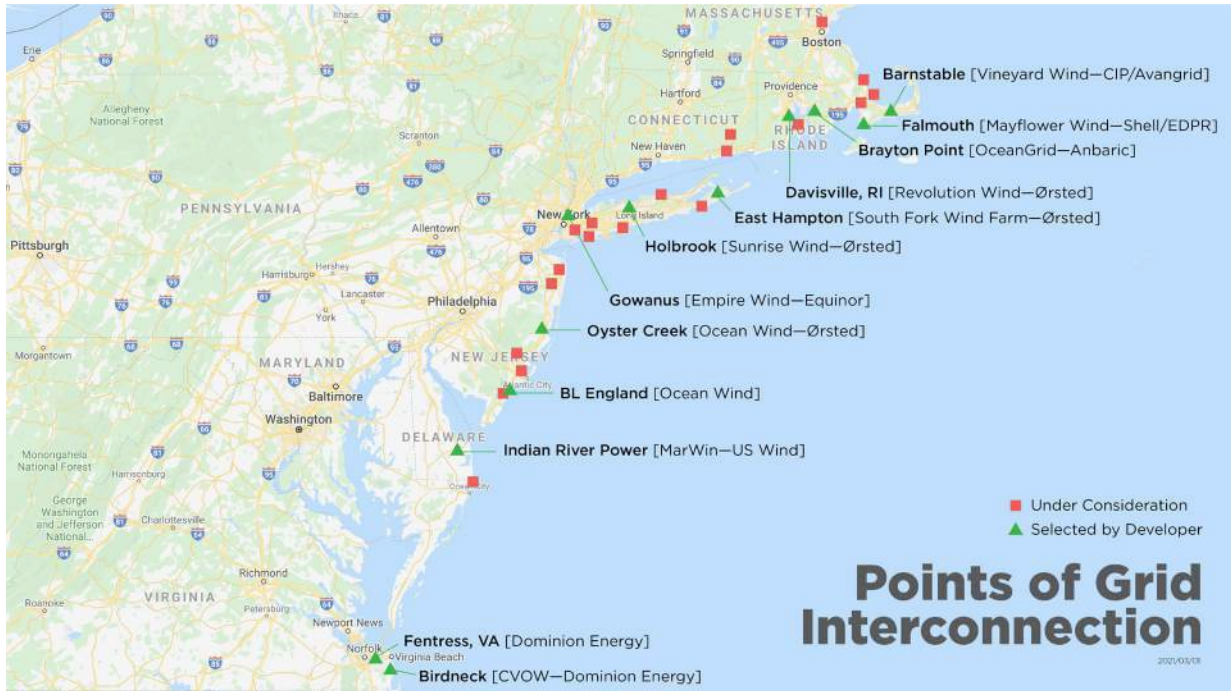 MASSACHUSETTS
Erie
Boston
Springfield
Barnstable [Vineyard Wind—CIP/Avangrid]
Hartford
Providence
Allegheny
National Forest
Falmouth [Mayflower Wind—Shell/EDPR]
CONNECTICUT
RHODE
ISLAND
Scranton
New Haven
Brayton Point [OceanGrid—Anbaric]
Davisville, RI [Revolution Wind—Ørsted]
PENNSYLVANIA
New York
Long Island
East Hampton [South Fork Wind Farm—Ørsted]
Allentown
Pittsburgh
Holbrook [Sunrise Wind—Ørsted]
Hershey
Harrisburg
Lancaster
Philadelphia
Gowanus [Empire Wind—Equinor]
York
Oyster Creek [Ocean Wind—Ørsted]
Morgantown
MARYLAND
NEW JERSEY
Atlantic City
BL England [Ocean Wind]
Baltimore
Washington
DELAWARE
Indian River Power [MarWin—US Wind]
Monongahela
National Forest
Harrisonburg
Ocean City
George
Washington
and Jefferson
National...
Charlottesville
Under Consideration
Selected by Developer
Points of Grid
Interconnection
2021/03/01
Richmond
VIRGINIA
Roanoke
Petersburg
Newport News
Fentress, VA [Dominion Energy]
Norfolk
Virginia Beach
Birdneck [CVOW—Dominion Energy]